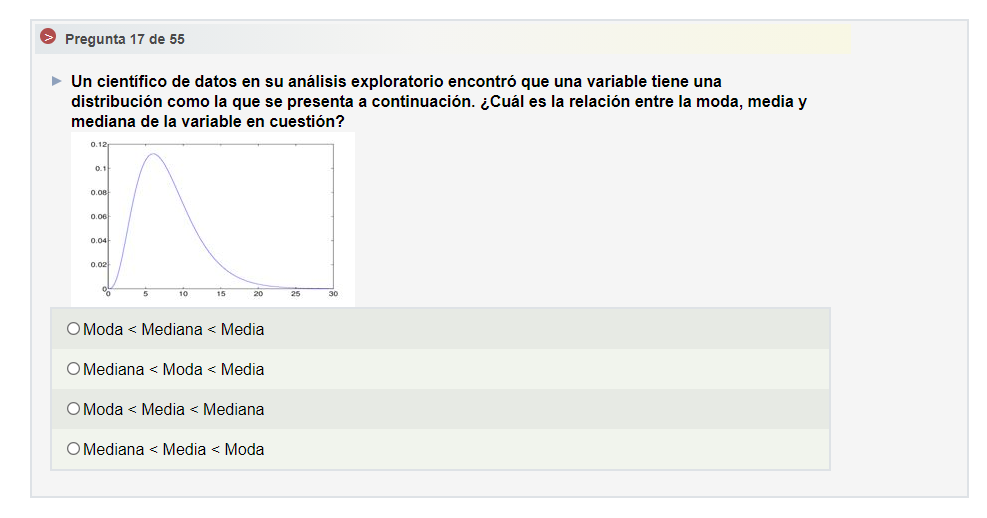 Pregunta 17 de 55
Un científico de datos en su análisis exploratorio encontró que una variable tiene una
distribución como la que se presenta a continuación. ¿Cuál es la relación entre la moda, media y
mediana de la variable en cuestión?
0.12
0.1
0.08
0.06
0.04
0.02
0
0 5 10 15 20 25 30
Moda < Mediana < Media
Mediana < Moda < Media
Moda < Media < Mediana
Mediana < Media < Moda